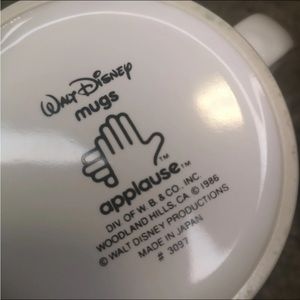 WALT DISNEY
mugs
applause™
DIV OF W. B. & CO., INC.
WOODLAND HILLS, CA © 1986
© WALT DISNEY PRODUCTIONS
MADE IN JAPAN
# 3097